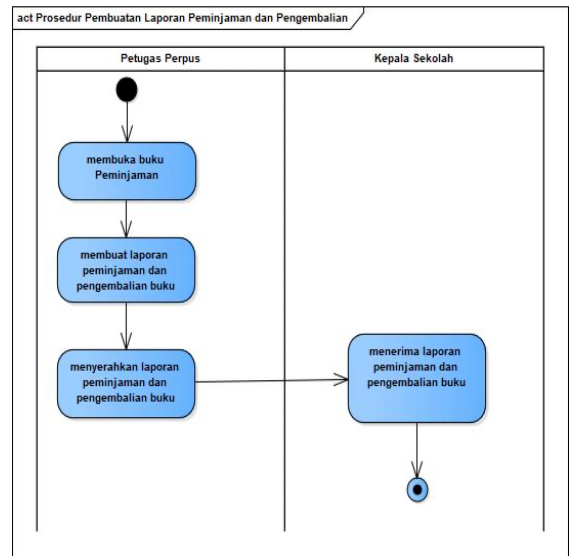 act Prosedur Pembuatan Laporan Peminjaman dan Pengembalian
Petugas Perpus
Kepala Sekolah
membuka buku
Peminjaman
membuat laporan
peminjaman dan
pengembalian buku
menyerahkan laporan
peminjaman dan
pengembalian buku
menerima laporan
peminjaman dan
pengembalian buku